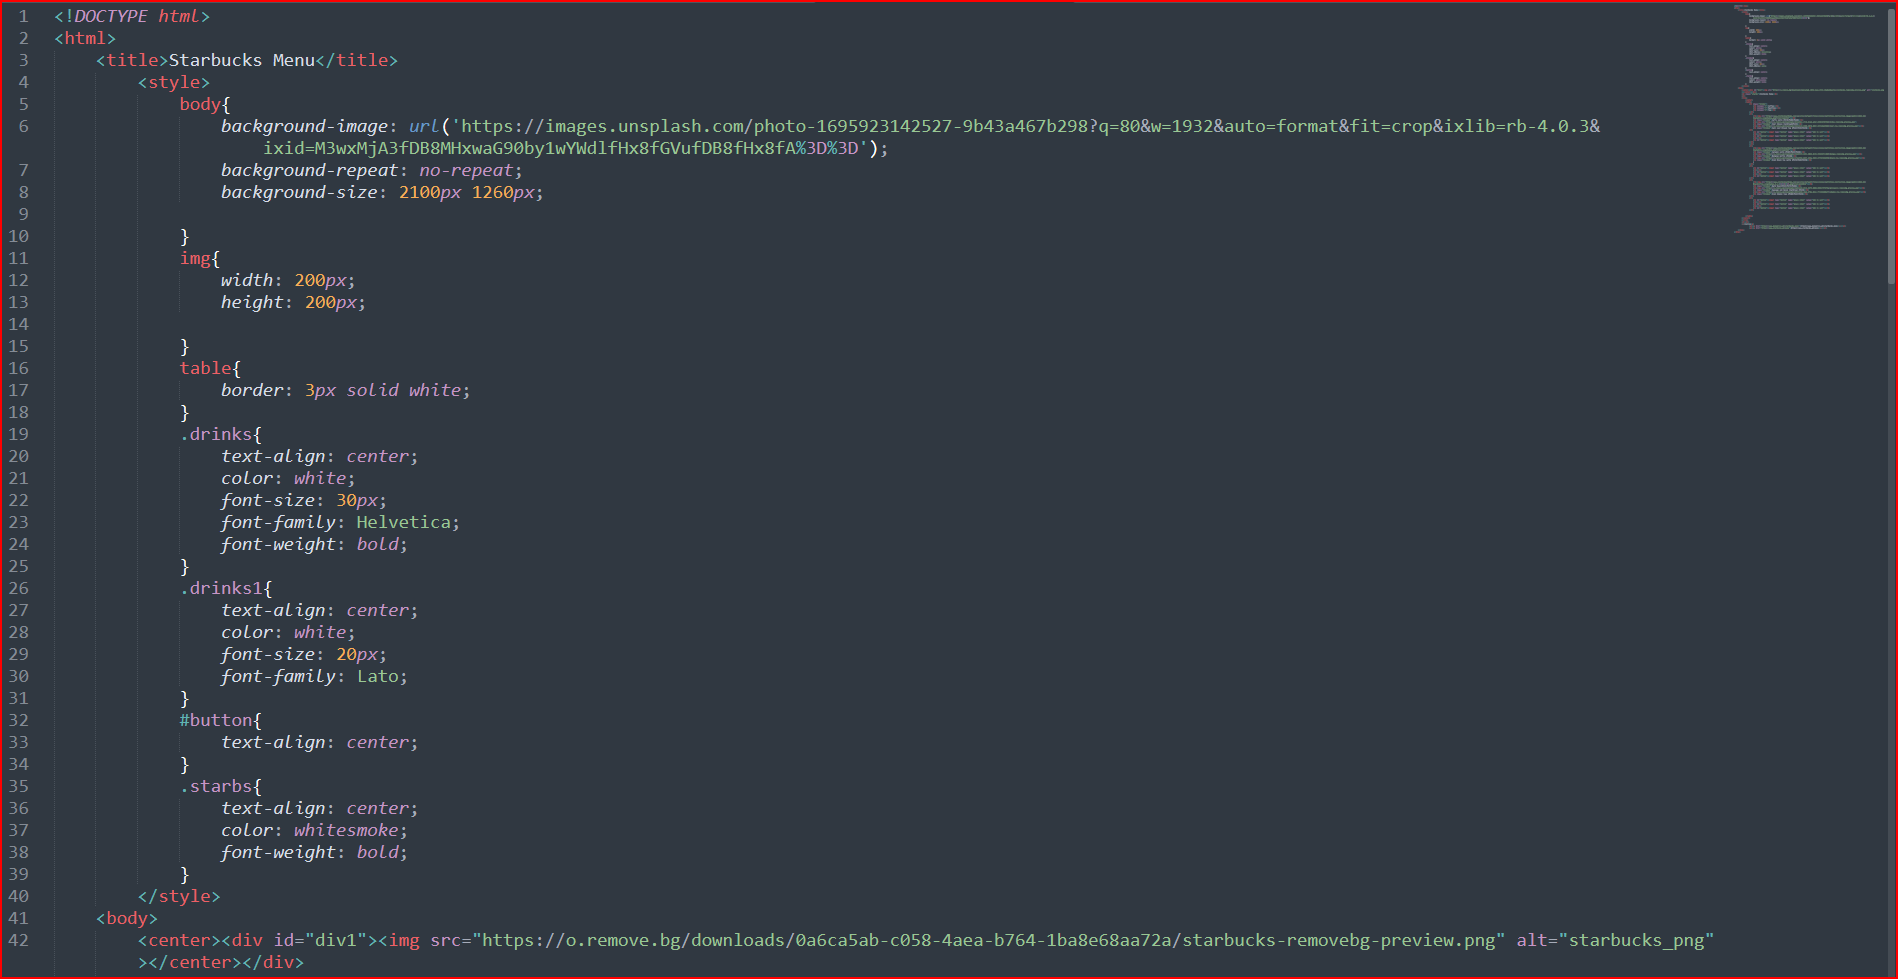 1 <!DOCTYPE html>
2 <html>
3 <title>Starbucks Menu</title>
4 <style>
5 body{
6 background-image: url('https://images.unsplash.com/photo-1695923142527-9b43a467b298?q=80&w=1932&auto=format&fit=crop&ixlib=rb-4.0.3&
ixid=M3wxMjA3fDB8MHxwaG90by1wYWdlfHx8fGVufDB8fHx8fA%3D%3D');
7 background-repeat: no-repeat;
8 background-size: 2100px 1260px;
9
10 }
11 img{
12 width: 200px;
13 height: 200px;
14
15 }
16 table{
17 border: 3px solid white;
18 }
19 .drinks{
20 text-align: center;
21 color: white;
22 font-size: 30px;
23 font-family: Helvetica;
24 font-weight: bold;
25 }
26 .drinks1{
27 text-align: center;
28 color: white;
29 font-size: 20px;
30 font-family: Lato;
31 }
32 #button{
33 text-align: center;
34 }
35 .starbs{
36 text-align: center;
37 color: whitesmoke;
38 font-weight: bold;
39 }
40 </style>
41 <body>
42 <center><div id="div1"><img src="https://o.remove.bg/downloads/0a6ca5ab-c058-4aea-b764-1ba8e68aa72a/starbucks-removebg-preview.png" alt="starbucks_png"
></center></div>